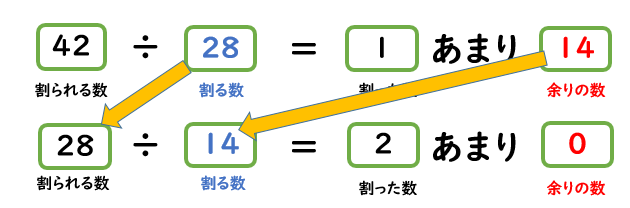 42 ÷ 28 = 1 あまり 14
割られる数 割る数 余りの数
28 ÷ 14 = 2 あまり 0
割られる数 割る数 割った数 余りの数